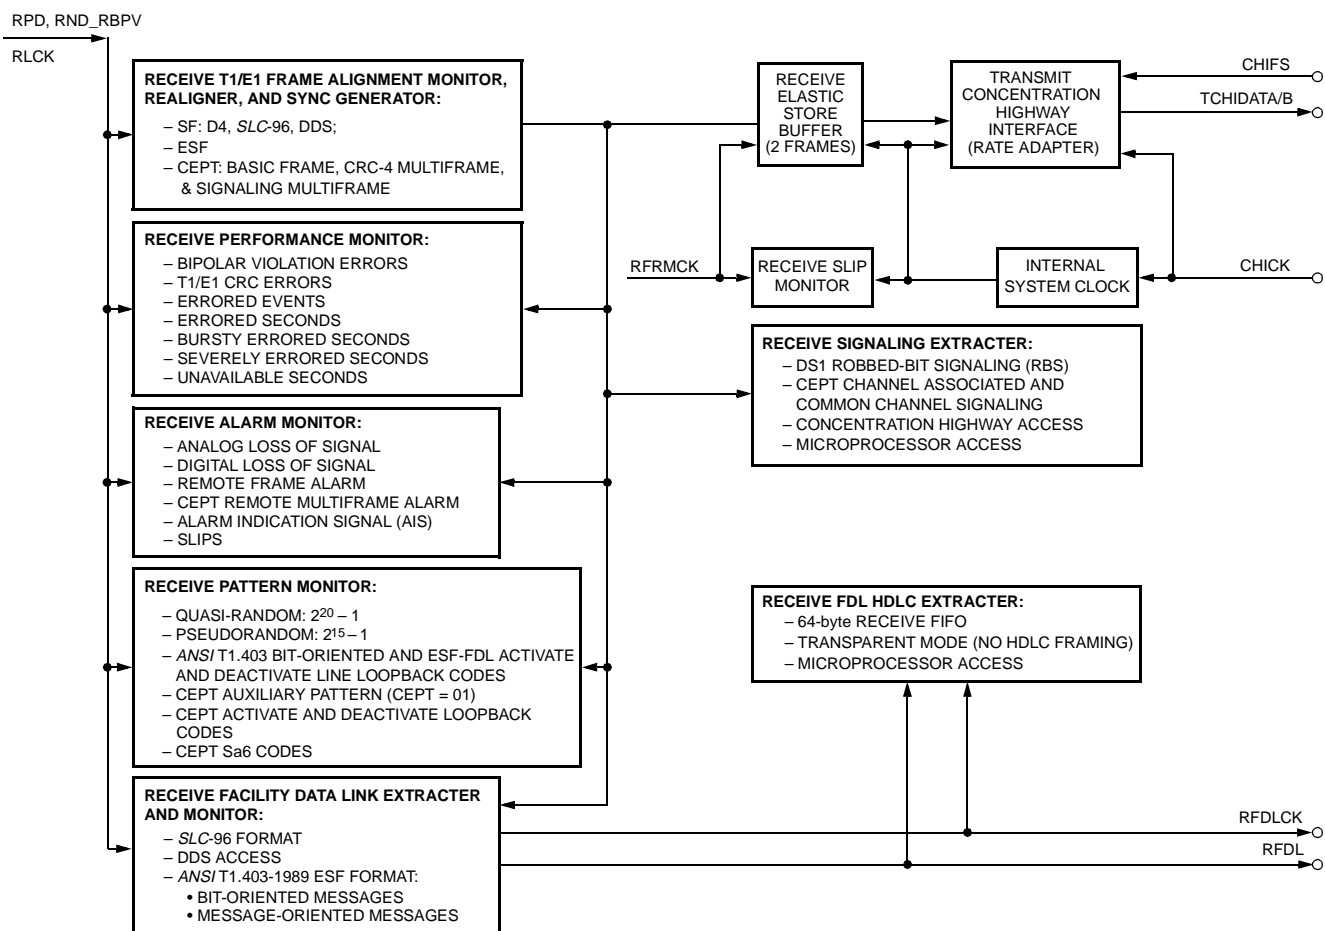 RPD, RND_RBPV
RLCK
RECEIVE T1/E1 FRAME ALIGNMENT MONITOR,
REALIGNER, AND SYNC GENERATOR:
– SF: D4, SLC-96, DDS;
– ESF
– CEPT: BASIC FRAME, CRC-4 MULTIFRAME,
& SIGNALING MULTIFRAME
RECEIVE
ELASTIC
STORE
BUFFER
(2 FRAMES)
TRANSMIT
CONCENTRATION
HIGHWAY
INTERFACE
(RATE ADAPTER)
CHIFS
TCHIDATA/B
RECEIVE PERFORMANCE MONITOR:
– BIPOLAR VIOLATION ERRORS
– T1/E1 CRC ERRORS
– ERRORED EVENTS
– ERRORED SECONDS
– BURSTY ERRORED SECONDS
– SEVERELY ERRORED SECONDS
– UNAVAILABLE SECONDS
RFRMCK
RECEIVE SLIP
MONITOR
INTERNAL
SYSTEM CLOCK
CHICK
RECEIVE SIGNALING EXTRACTER:
– DS1 ROBBED-BIT SIGNALING (RBS)
– CEPT CHANNEL ASSOCIATED AND
COMMON CHANNEL SIGNALING
– CONCENTRATION HIGHWAY ACCESS
– MICROPROCESSOR ACCESS
RECEIVE ALARM MONITOR:
– ANALOG LOSS OF SIGNAL
– DIGITAL LOSS OF SIGNAL
– REMOTE FRAME ALARM
– CEPT REMOTE MULTIFRAME ALARM
– ALARM INDICATION SIGNAL (AIS)
– SLIPS
RECEIVE PATTERN MONITOR:
– QUASI-RANDOM: 2^20 – 1
– PSEUDORANDOM: 2^15 – 1
– ANSI T1.403 BIT-ORIENTED AND ESF-FDL ACTIVATE
AND DEACTIVATE LINE LOOPBACK CODES
– CEPT AUXILIARY PATTERN (CEPT = 01)
– CEPT ACTIVATE AND DEACTIVATE LOOPBACK
CODES
– CEPT Sa6 CODES
RECEIVE FDL HDLC EXTRACTER:
– 64-byte RECEIVE FIFO
– TRANSPARENT MODE (NO HDLC FRAMING)
– MICROPROCESSOR ACCESS
RECEIVE FACILITY DATA LINK EXTRACTER
AND MONITOR:
– SLC-96 FORMAT
– DDS ACCESS
– ANSI T1.403-1989 ESF FORMAT:
• BIT-ORIENTED MESSAGES
• MESSAGE-ORIENTED MESSAGES
RFDLCK
RFDL